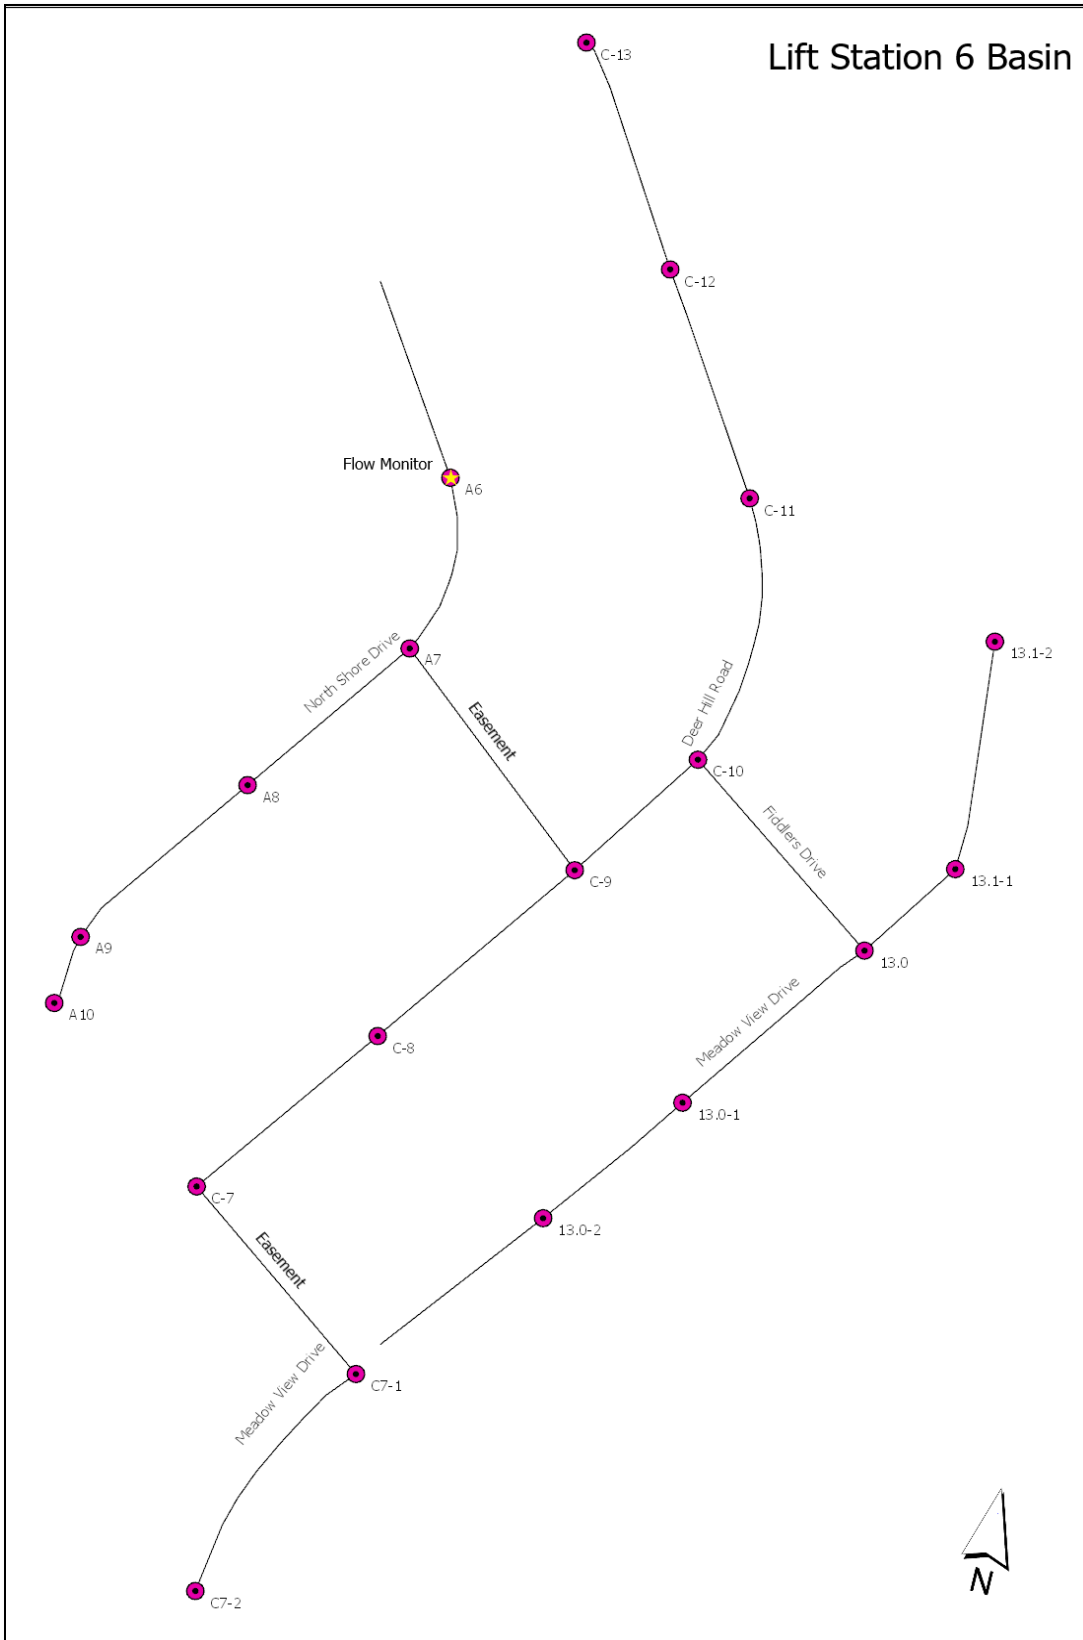 Lift Station 6 Basin
C-13
C-12
Flow Monitor
A6
C-11
North Shore Drive
A7
13.1-2
Easement
Deer Hill Road
C-10
A8
Fiddlers Drive
C-9
13.1-1
A9
13.0
A10
Meadow View Drive
C-8
13.0-1
C-7
13.0-2
Easement
Meadow View Drive
C7-1
N
C7-2